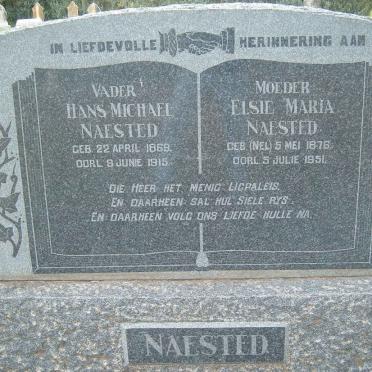 IN LIEFDEVOLLE HERINNERING AAN
VADER
HANS MICHAEL
NAESTED
GEB. 22 APRIL 1869.
OORL. 9 JUNIE 1915.
MOEDER
ELSIE MARIA
NAESTED
GEB (NEL) 5 MEI 1876.
OORL. 5 JULIE 1951.
DIE HEER HET MENIG LIGPALEIS,
EN DAARHEEN SAL HUL SIELE RYS.
EN DAARHEEN VOLG ONS LIEFDE HULLE NA.
NAESTED